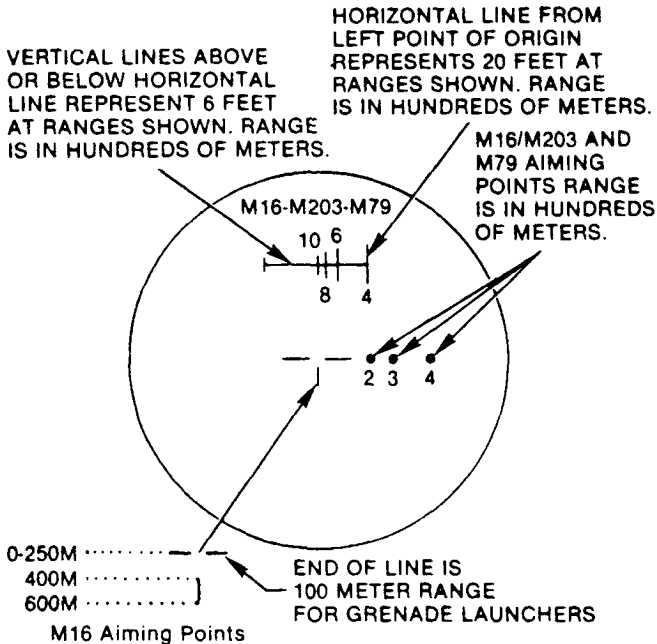 HORIZONTAL LINE FROM
LEFT POINT OF ORIGIN
REPRESENTS 20 FEET AT
RANGES SHOWN. RANGE
IS IN HUNDREDS OF METERS.
VERTICAL LINES ABOVE
OR BELOW HORIZONTAL
LINE REPRESENT 6 FEET
AT RANGES SHOWN. RANGE
IS IN HUNDREDS OF METERS.
M16/M203 AND
M79 AIMING
POINTS RANGE
IS IN HUNDREDS
OF METERS.
M16-M203-M79
10 6
8 4
2 3 4
0-250M
400M
600M
M16 Aiming Points
END OF LINE IS
100 METER RANGE
FOR GRENADE LAUNCHERS